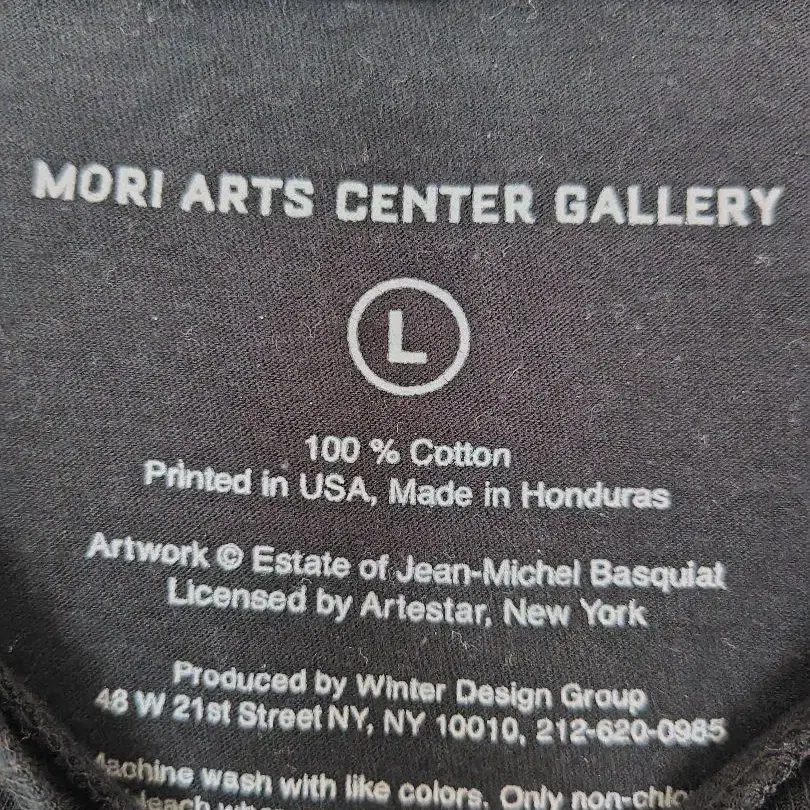 MORI ARTS CENTER GALLERY
L
100 % Cotton
Printed in USA, Made in Honduras
Artwork © Estate of Jean-Michel Basquiat
Licensed by Artestar, New York
Produced by Winter Design Group
48 W 21st Street NY, NY 10010, 212-620-0985
Machine wash with like colors. Only